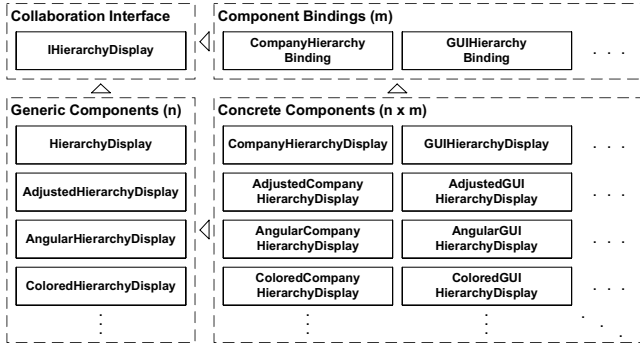 Collaboration Interface
IHierarchyDisplay
Component Bindings (m)
CompanyHierarchy
Binding
GUIHierarchy
Binding
. . .
Generic Components (n)
HierarchyDisplay
AdjustedHierarchyDisplay
AngularHierarchyDisplay
ColoredHierarchyDisplay
Concrete Components (n x m)
CompanyHierarchyDisplay
GUIHierarchyDisplay
. . .
AdjustedCompany
HierarchyDisplay
AdjustedGUI
HierarchyDisplay
. . .
AngularCompany
HierarchyDisplay
AngularGUI
HierarchyDisplay
. . .
ColoredCompany
HierarchyDisplay
ColoredGUI
HierarchyDisplay
. . .